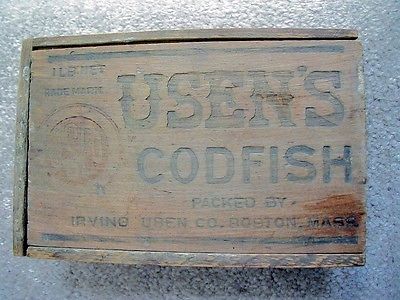 1 LB. NET
TRADE MARK
USEN'S
CODFISH
PACKED BY
IRVING USEN CO. BOSTON, MASS.